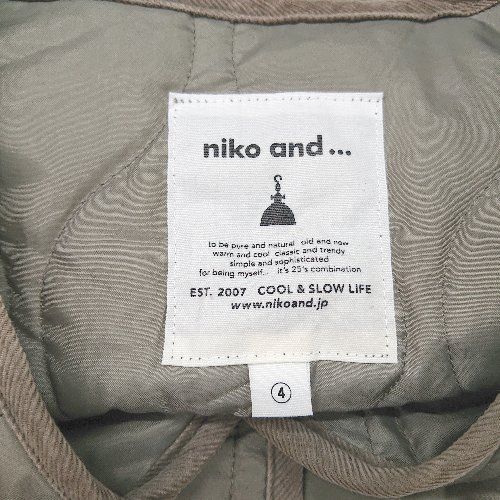 niko and ...
to be pure and natural old and now
warm and cool classic and trendy
simple and sophisticated
for being myself... it's 25's combination
EST. 2007 COOL & SLOW LIFE
www.nikoand.jp
4